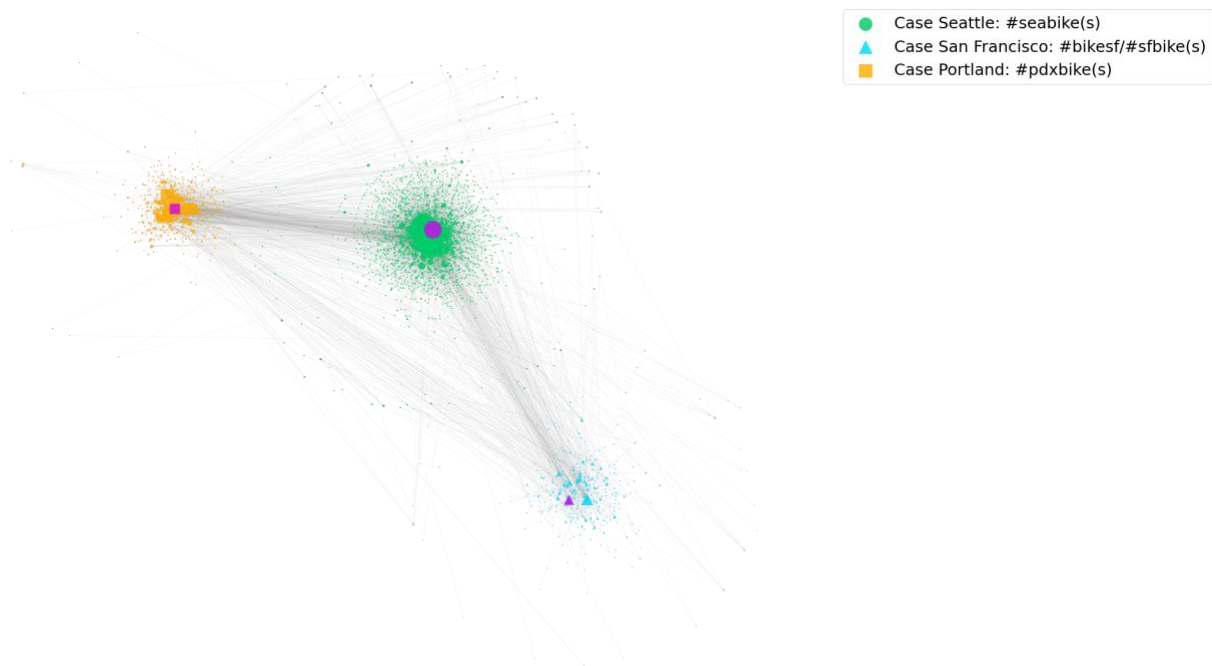 Case Seattle: #seabike(s)
Case San Francisco: #bikesf/#sfbike(s)
Case Portland: #pdxbike(s)